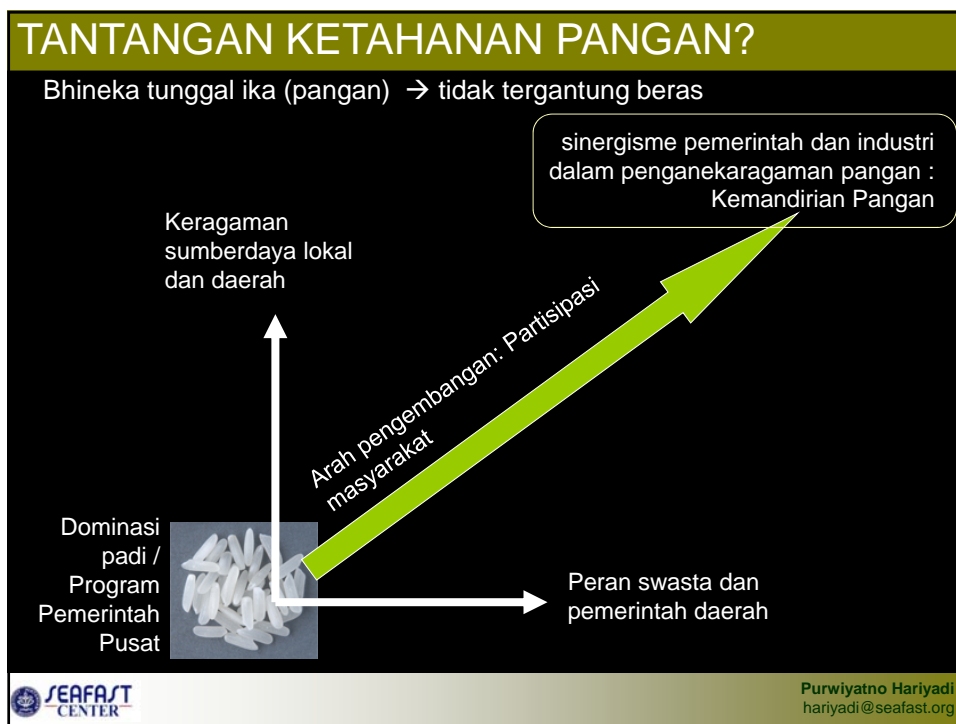 TANTANGAN KETAHANAN PANGAN?
Bhineka tunggal ika (pangan) → tidak tergantung beras
sinergisme pemerintah dan industri
dalam penganekaragaman pangan :
Kemandirian Pangan
Keragaman
sumberdaya lokal
dan daerah
Arah pengembangan: Partisipasi
masyarakat
Dominasi
padi /
Program
Pemerintah
Pusat
Peran swasta dan
pemerintah daerah
SEAFAST
CENTER
Purwiyatno Hariyadi
hariyadi@seafast.org